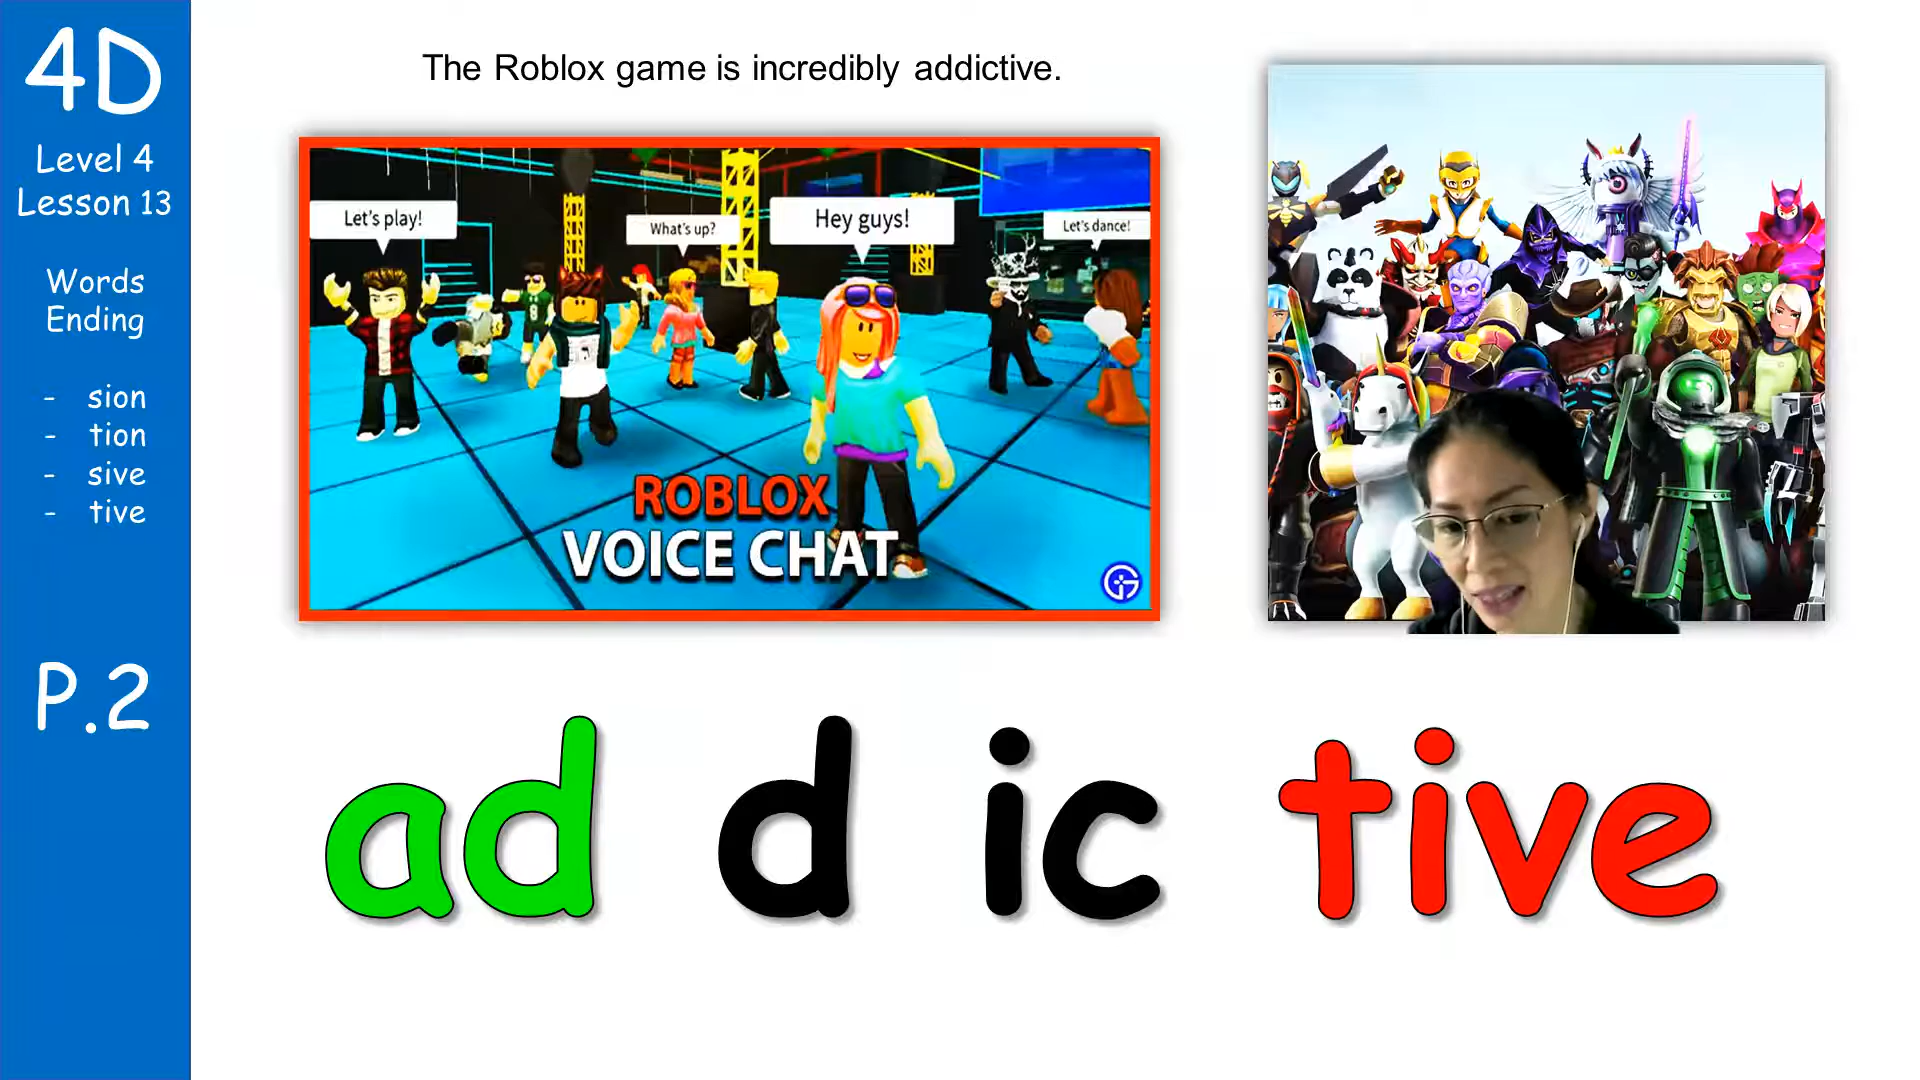 4D
Level 4
Lesson 13
Words
Ending
- sion
- tion
- sive
- tive
P.2
The Roblox game is incredibly addictive.
Let's play!
What's up?
Hey guys!
Let's dance!
ROBLOX
VOICE CHAT
ad d ic tive